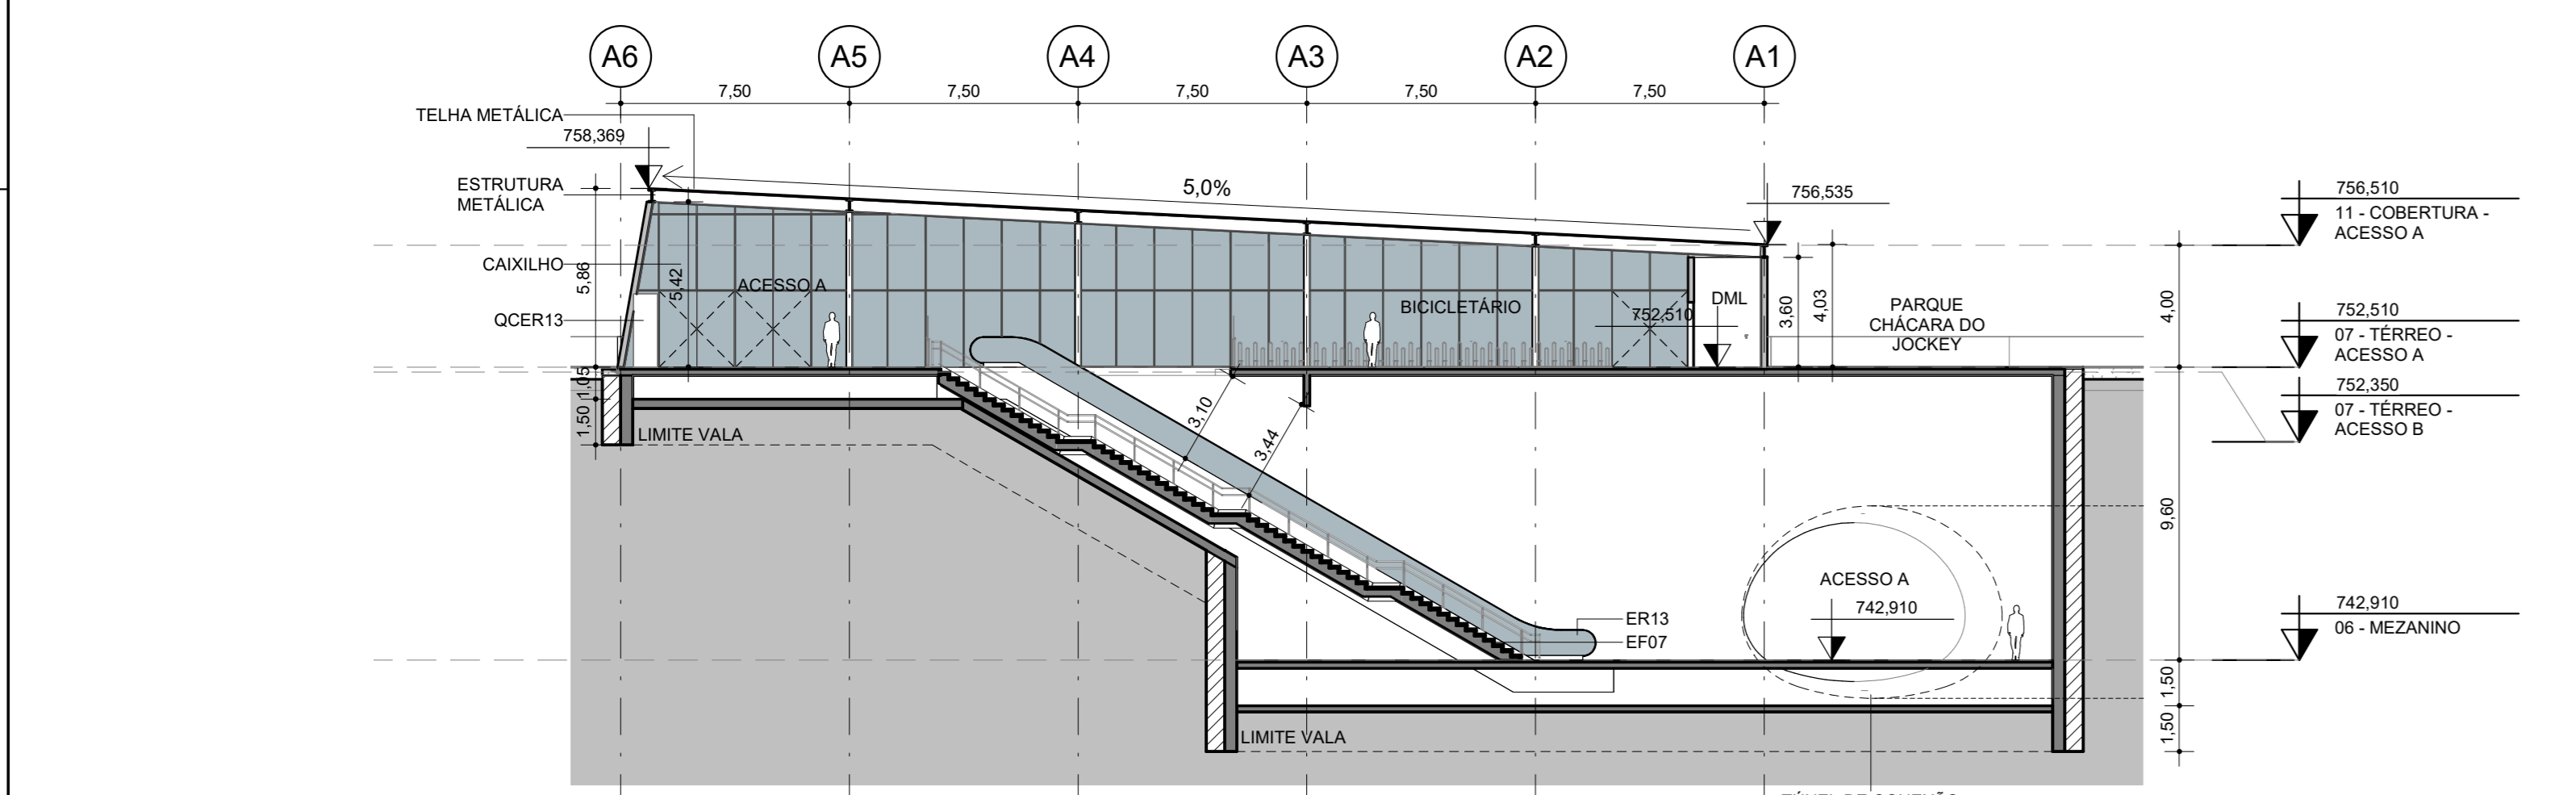 A6
A5
A4
A3
A2
A1
7,50
7,50
7,50
7,50
7,50
TELHA METÁLICA
758,369
ESTRUTURA
METÁLICA
5,0%
756,535
756,510
11 - COBERTURA -
ACESSO A
CAIXILHO
5,86
5,42
ACESSO A
BICICLETÁRIO
DML
752,510
3,60
4,03
PARQUE
CHÁCARA DO
JOCKEY
4,00
752,510
07 - TÉRREO -
ACESSO A
QCER13
1,05
1,50
LIMITE VALA
3,10
3,44
752,350
07 - TÉRREO -
ACESSO B
9,60
ACESSO A
742,910
ER13
EF07
742,910
06 - MEZANINO
1,50
1,50
LIMITE VALA